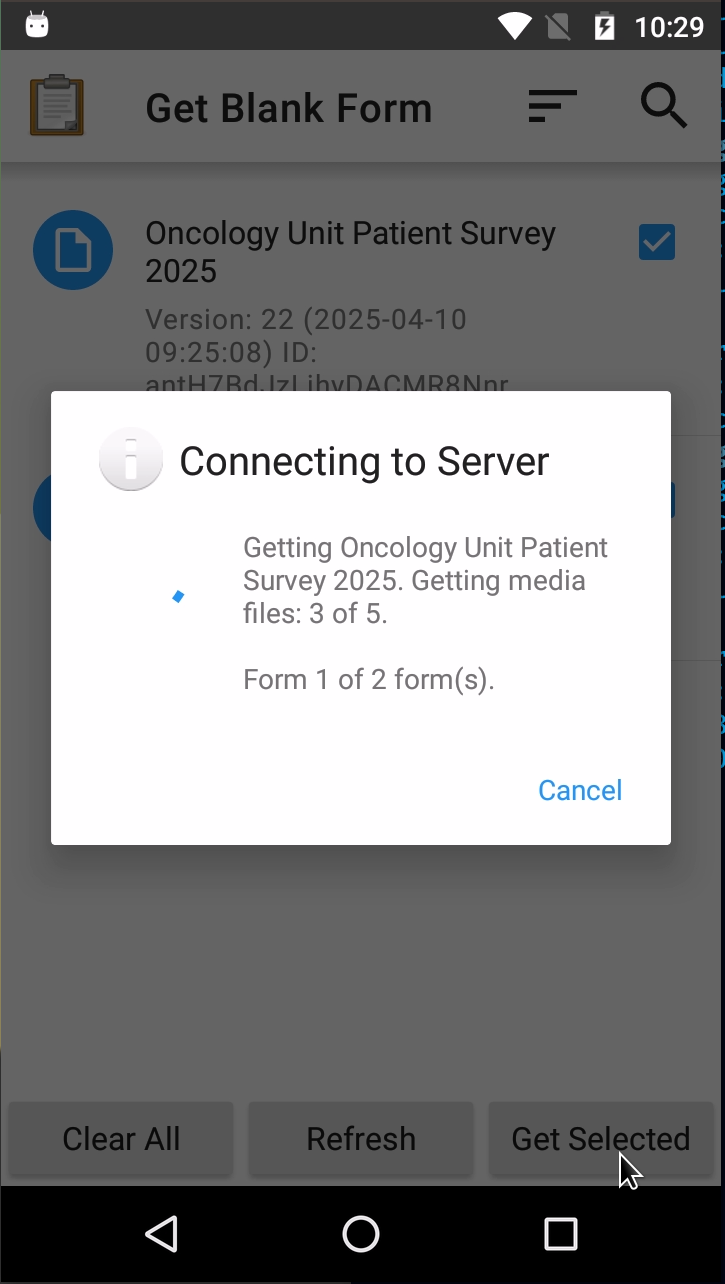 10:29
Get Blank Form
Oncology Unit Patient Survey
2025
Version: 22 (2025-04-10
09:25:08) ID:
Connecting to Server
Getting Oncology Unit Patient
Survey 2025. Getting media
files: 3 of 5.
Form 1 of 2 form(s).
Cancel
Clear All
Refresh
Get Selected